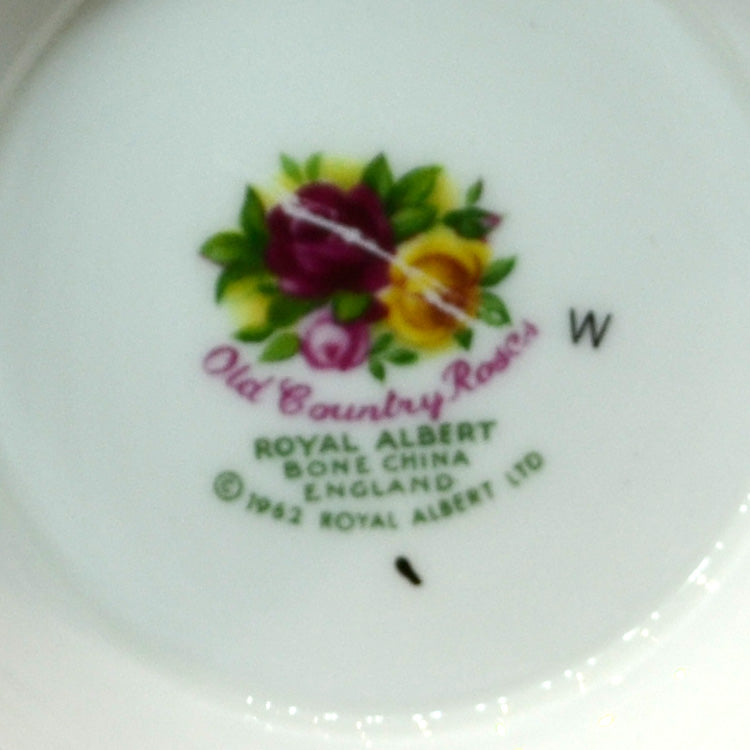 Old Country Roses
W
ROYAL ALBERT
BONE CHINA
ENGLAND
© 1962 ROYAL ALBERT LTD